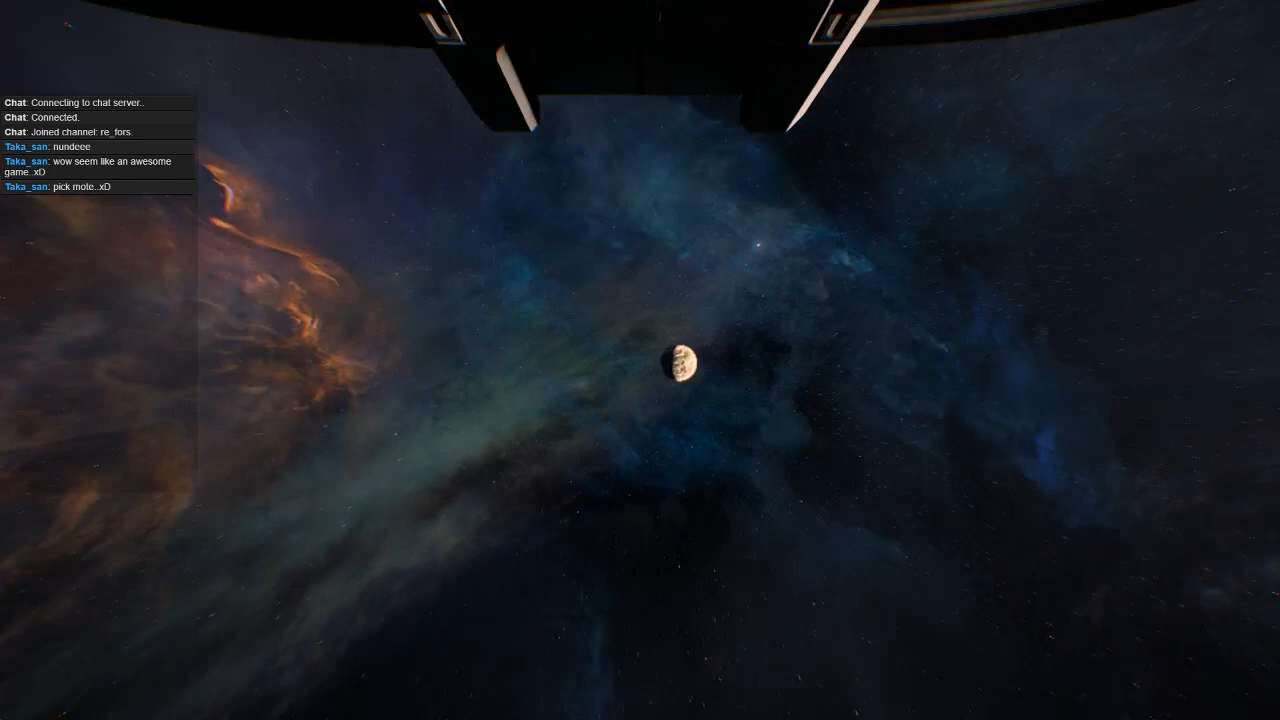 Chat: Connecting to chat server..
Chat: Connected.
Chat: Joined channel: re_fors.
Taka_san: nundeee
Taka_san: wow seem like an awesome
game..xD
Taka_san: pick mote..xD